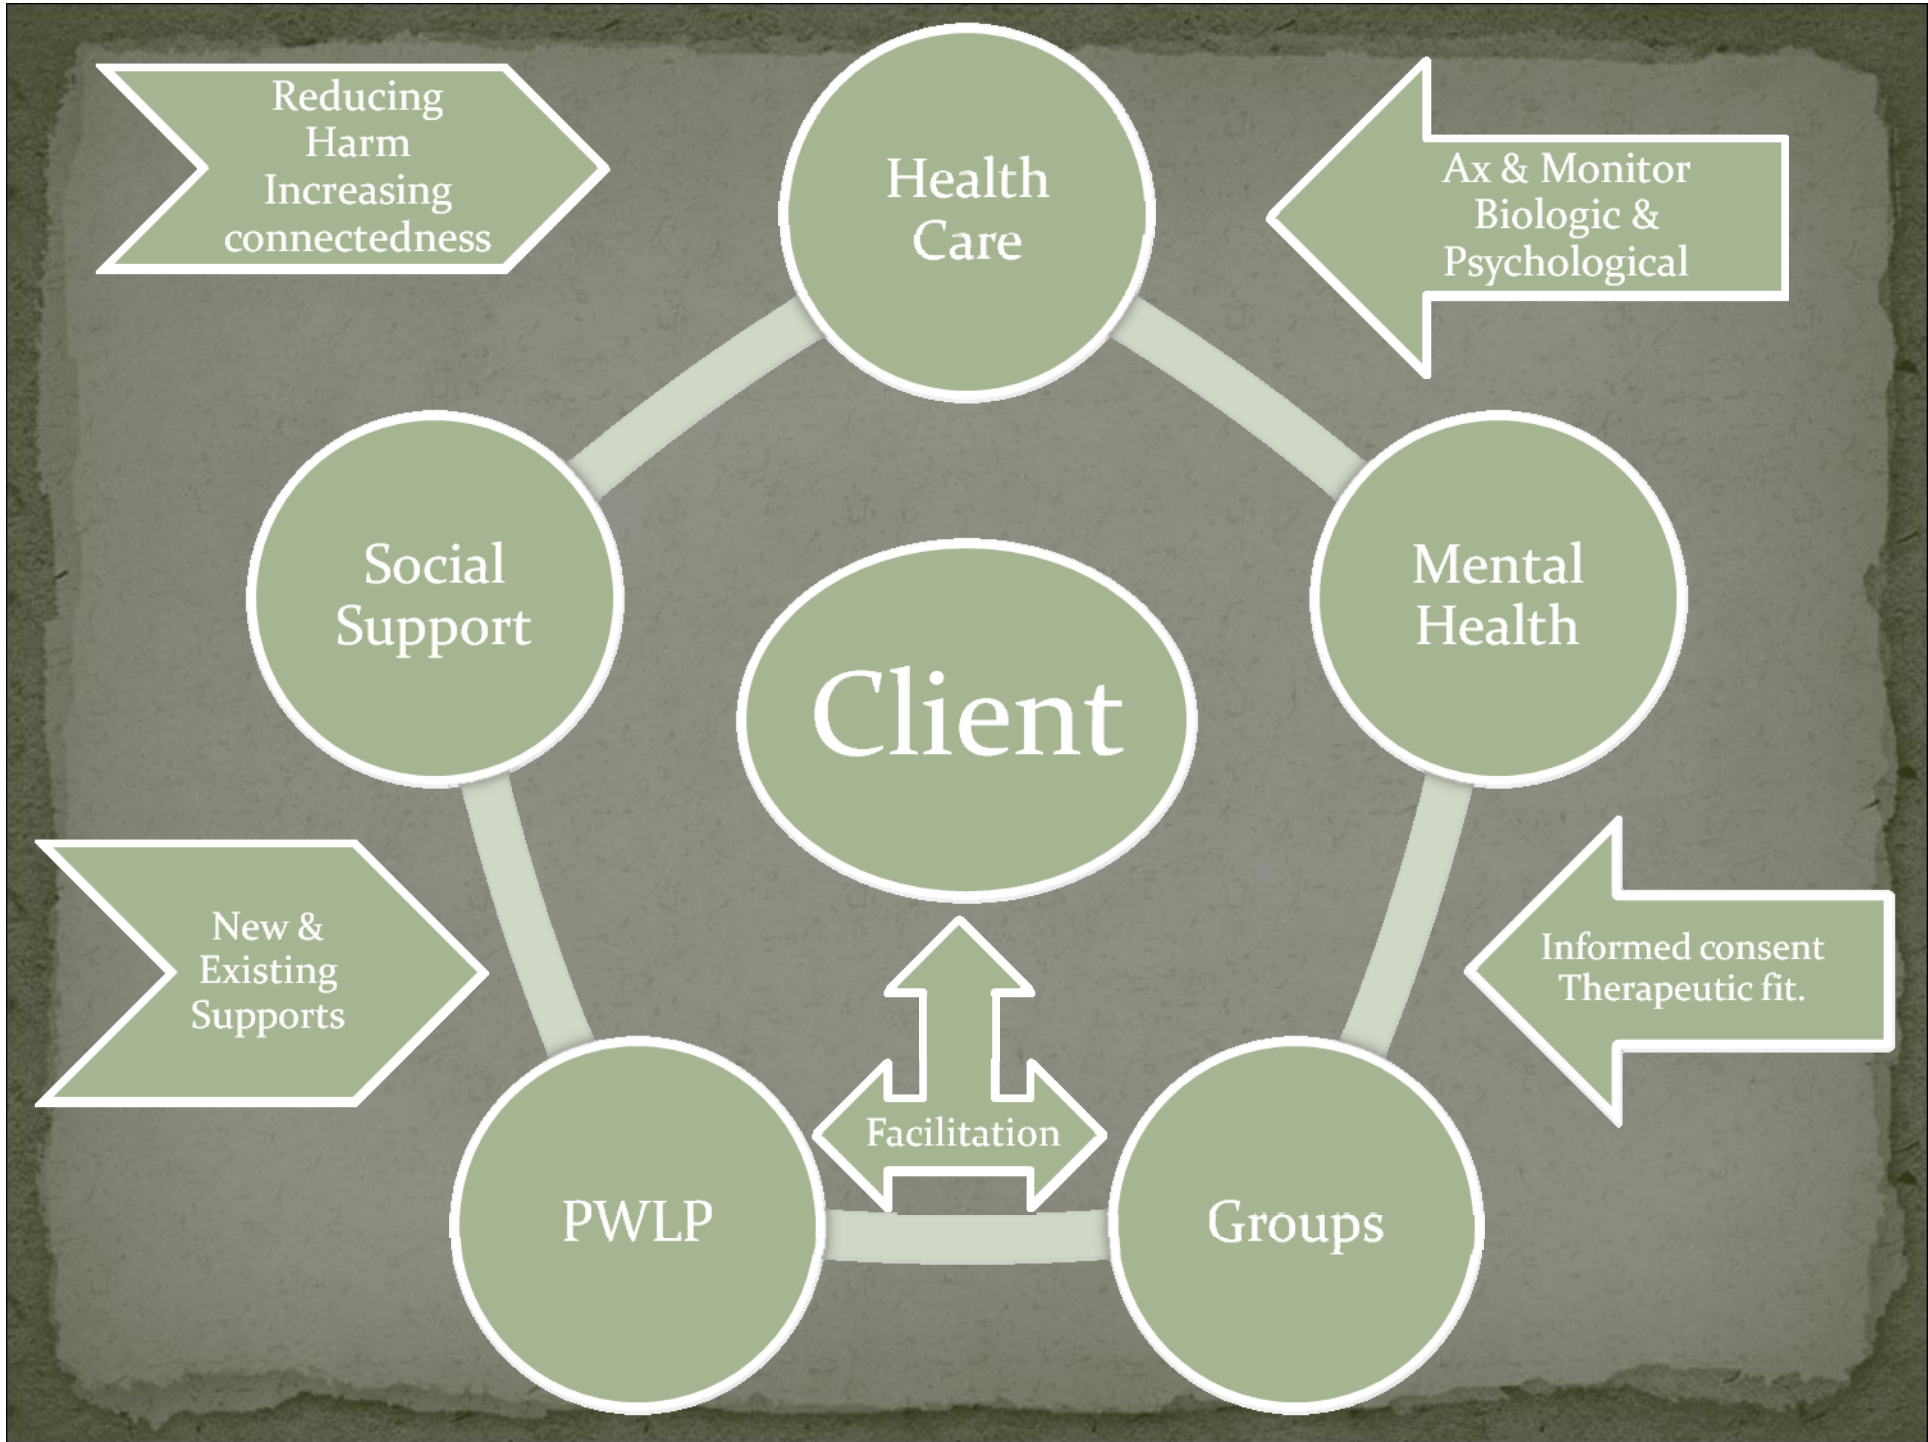 Reducing
Harm
Increasing
connectedness
Health
Care
Ax & Monitor
Biologic &
Psychological
Social
Support
Mental
Health
Client
New &
Existing
Supports
Informed consent
Therapeutic fit.
Facilitation
PWLP
Groups